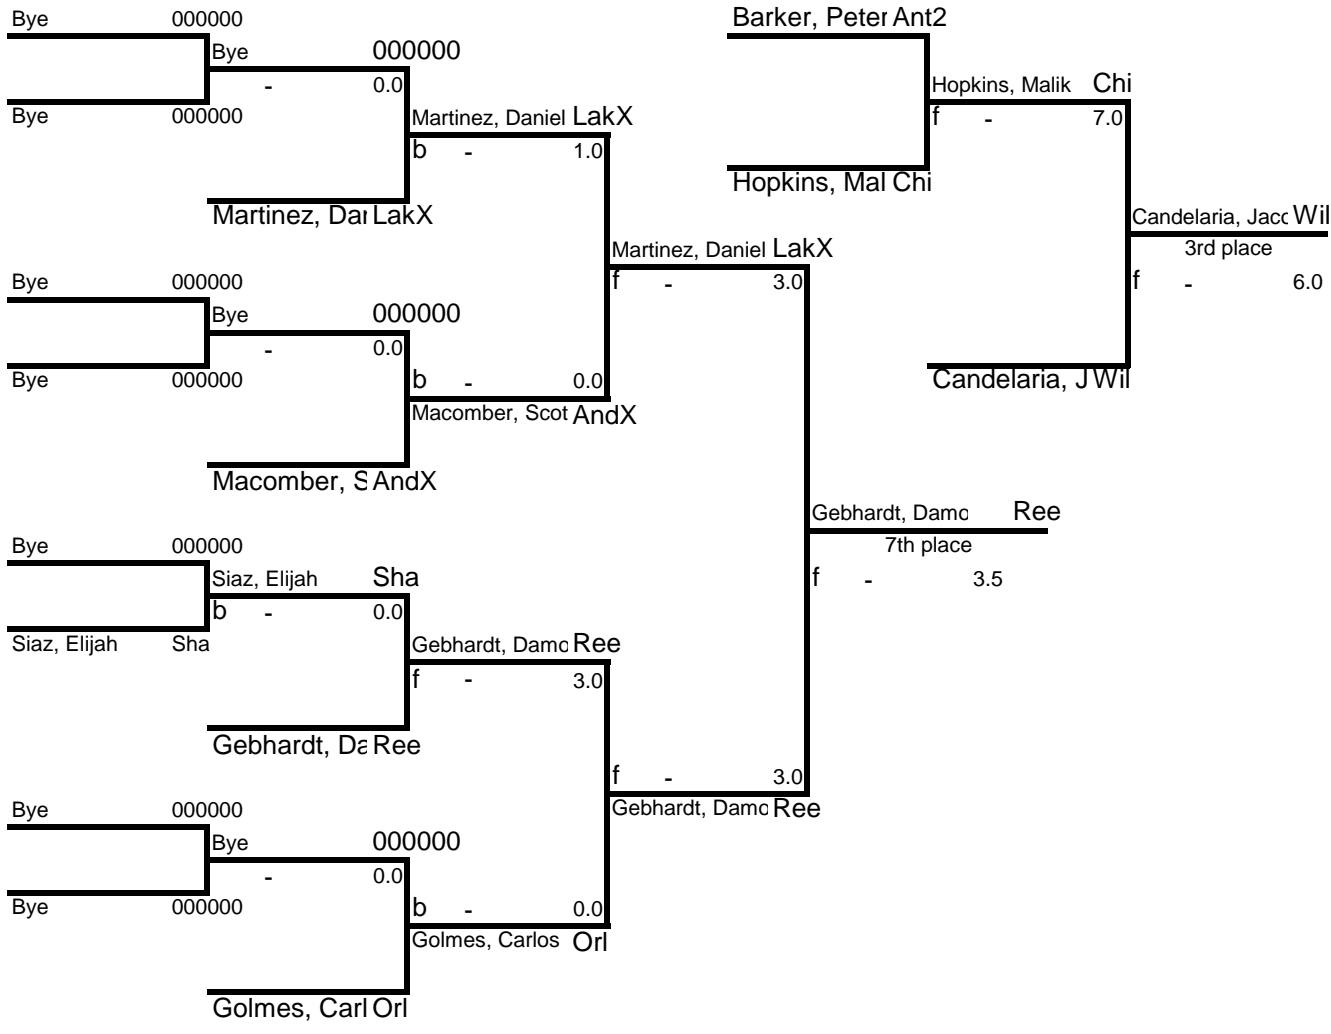 Bye 000000
Barker, Peter Ant2
Bye 000000
- 0.0
Hopkins, Malik Chi
f - 7.0
Bye 000000
Martinez, Daniel LakX
b - 1.0
Hopkins, Mal Chi
Martinez, Dar LakX
Candelaria, Jacc Wil
3rd place
f - 6.0
Martinez, Daniel LakX
f - 3.0
Bye 000000
Bye 000000
- 0.0
Bye 000000
b - 0.0
Macomber, Scot AndX
Candelaria, J Wil
Macomber, S AndX
Gebhardt, Damo Ree
7th place
f - 3.5
Bye 000000
Siaz, Elijah Sha
b - 0.0
Siaz, Elijah Sha
Gebhardt, Damo Ree
f - 3.0
Gebhardt, Da Ree
f - 3.0
Gebhardt, Damo Ree
Bye 000000
Bye 000000
- 0.0
Bye 000000
b - 0.0
Golmes, Carlos Orl
Golmes, Carl Orl